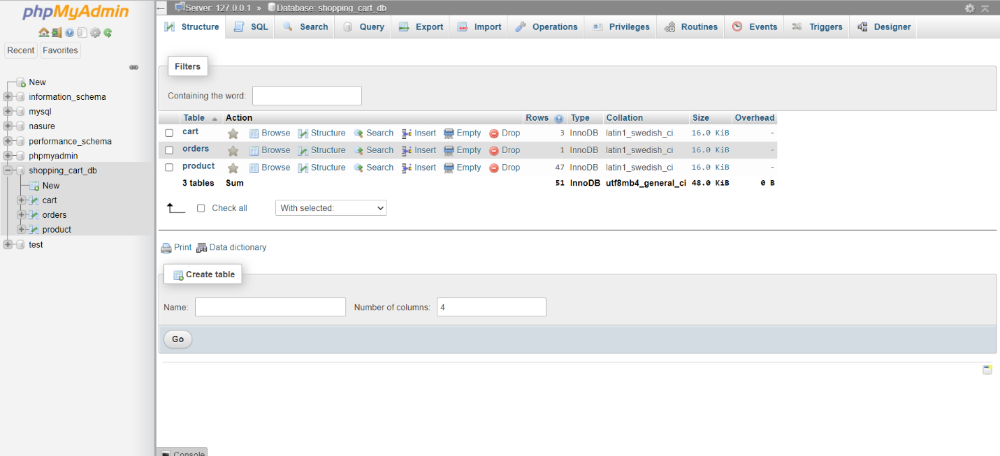 phpMyAdmin
Recent Favorites
New
information_schema
mysql
nasure
performance_schema
phpmyadmin
shopping_cart_db
New
cart
orders
product
test
Server: 127.0.0.1 » Database: shopping_cart_db
Structure SQL Search Query Export Import Operations Privileges Routines Events Triggers Designer
Filters
Containing the word:
Table Action Rows Type Collation Size Overhead
cart Browse Structure Search Insert Empty Drop 3 InnoDB latin1_swedish_ci 16.0 KiB -
orders Browse Structure Search Insert Empty Drop 1 InnoDB latin1_swedish_ci 16.0 KiB -
product Browse Structure Search Insert Empty Drop 47 InnoDB latin1_swedish_ci 16.0 KiB -
3 tables Sum 51 InnoDB utf8mb4_general_ci 48.0 KiB 0 B
Check all With selected:
Print Data dictionary
Create table
Name: Number of columns: 4
Go
Console